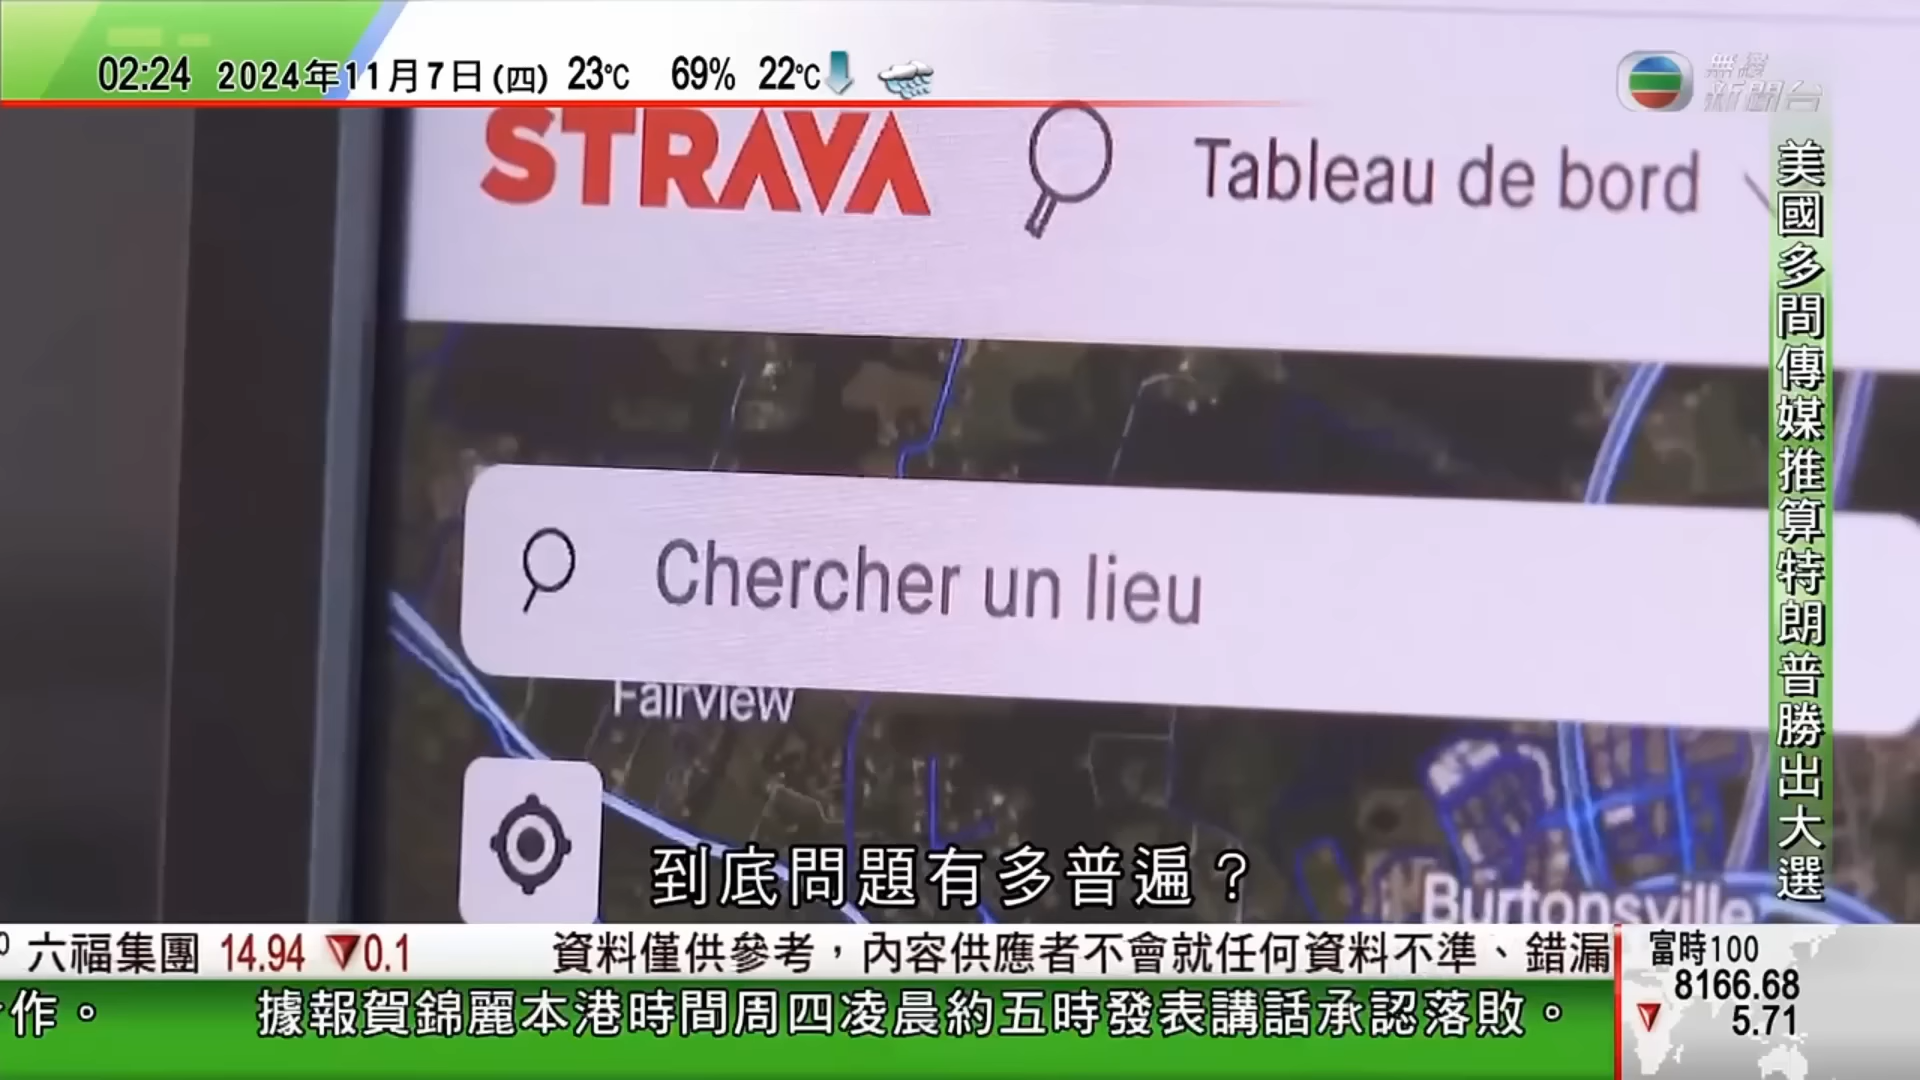 02:24 2024年11月7日(四) 23℃ 69% 22℃
無綫
新聞台
STRAVA Tableau de bord
Chercher un lieu
Fairview
Burtonsville
美國多間傳媒推算特朗普勝出大選
到底問題有多普遍？
六福集團 14.94 ▼0.1 資料僅供參考，內容供應者不會就任何資料不準、錯漏
作。 據報賀錦麗本港時間周四凌晨約五時發表講話承認落敗。
富時100
8166.68
▼ 5.71